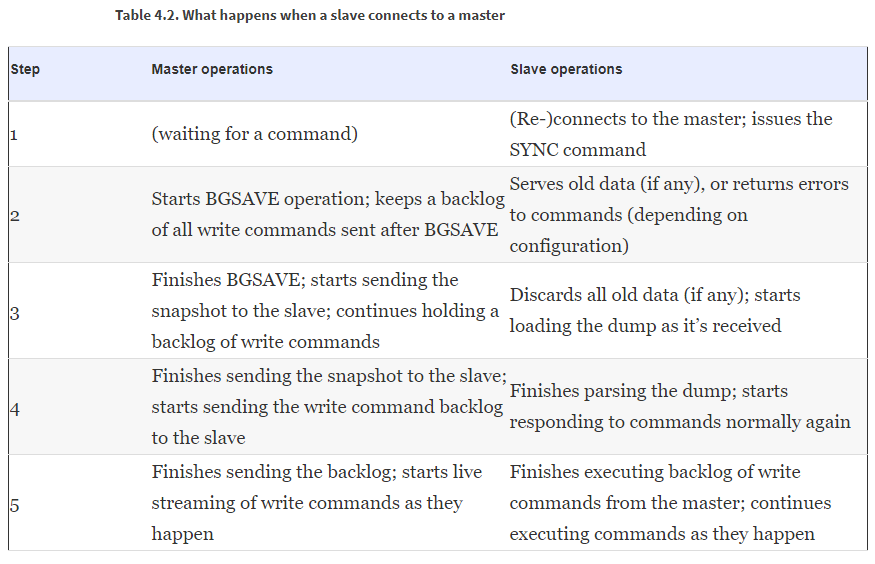 Table 4.2. What happens when a slave connects to a master
Step Master operations Slave operations
1 (waiting for a command) (Re-)connects to the master; issues the
SYNC command
2 Starts BGSAVE operation; keeps a backlog
of all write commands sent after BGSAVE
Serves old data (if any), or returns errors
to commands (depending on
configuration)
3 Finishes BGSAVE; starts sending the
snapshot to the slave; continues holding a
backlog of write commands
Discards all old data (if any); starts
loading the dump as it’s received
4 Finishes sending the snapshot to the slave;
starts sending the write command backlog
to the slave
Finishes parsing the dump; starts
responding to commands normally again
5 Finishes sending the backlog; starts live
streaming of write commands as they
happen
Finishes executing backlog of write
commands from the master; continues
executing commands as they happen